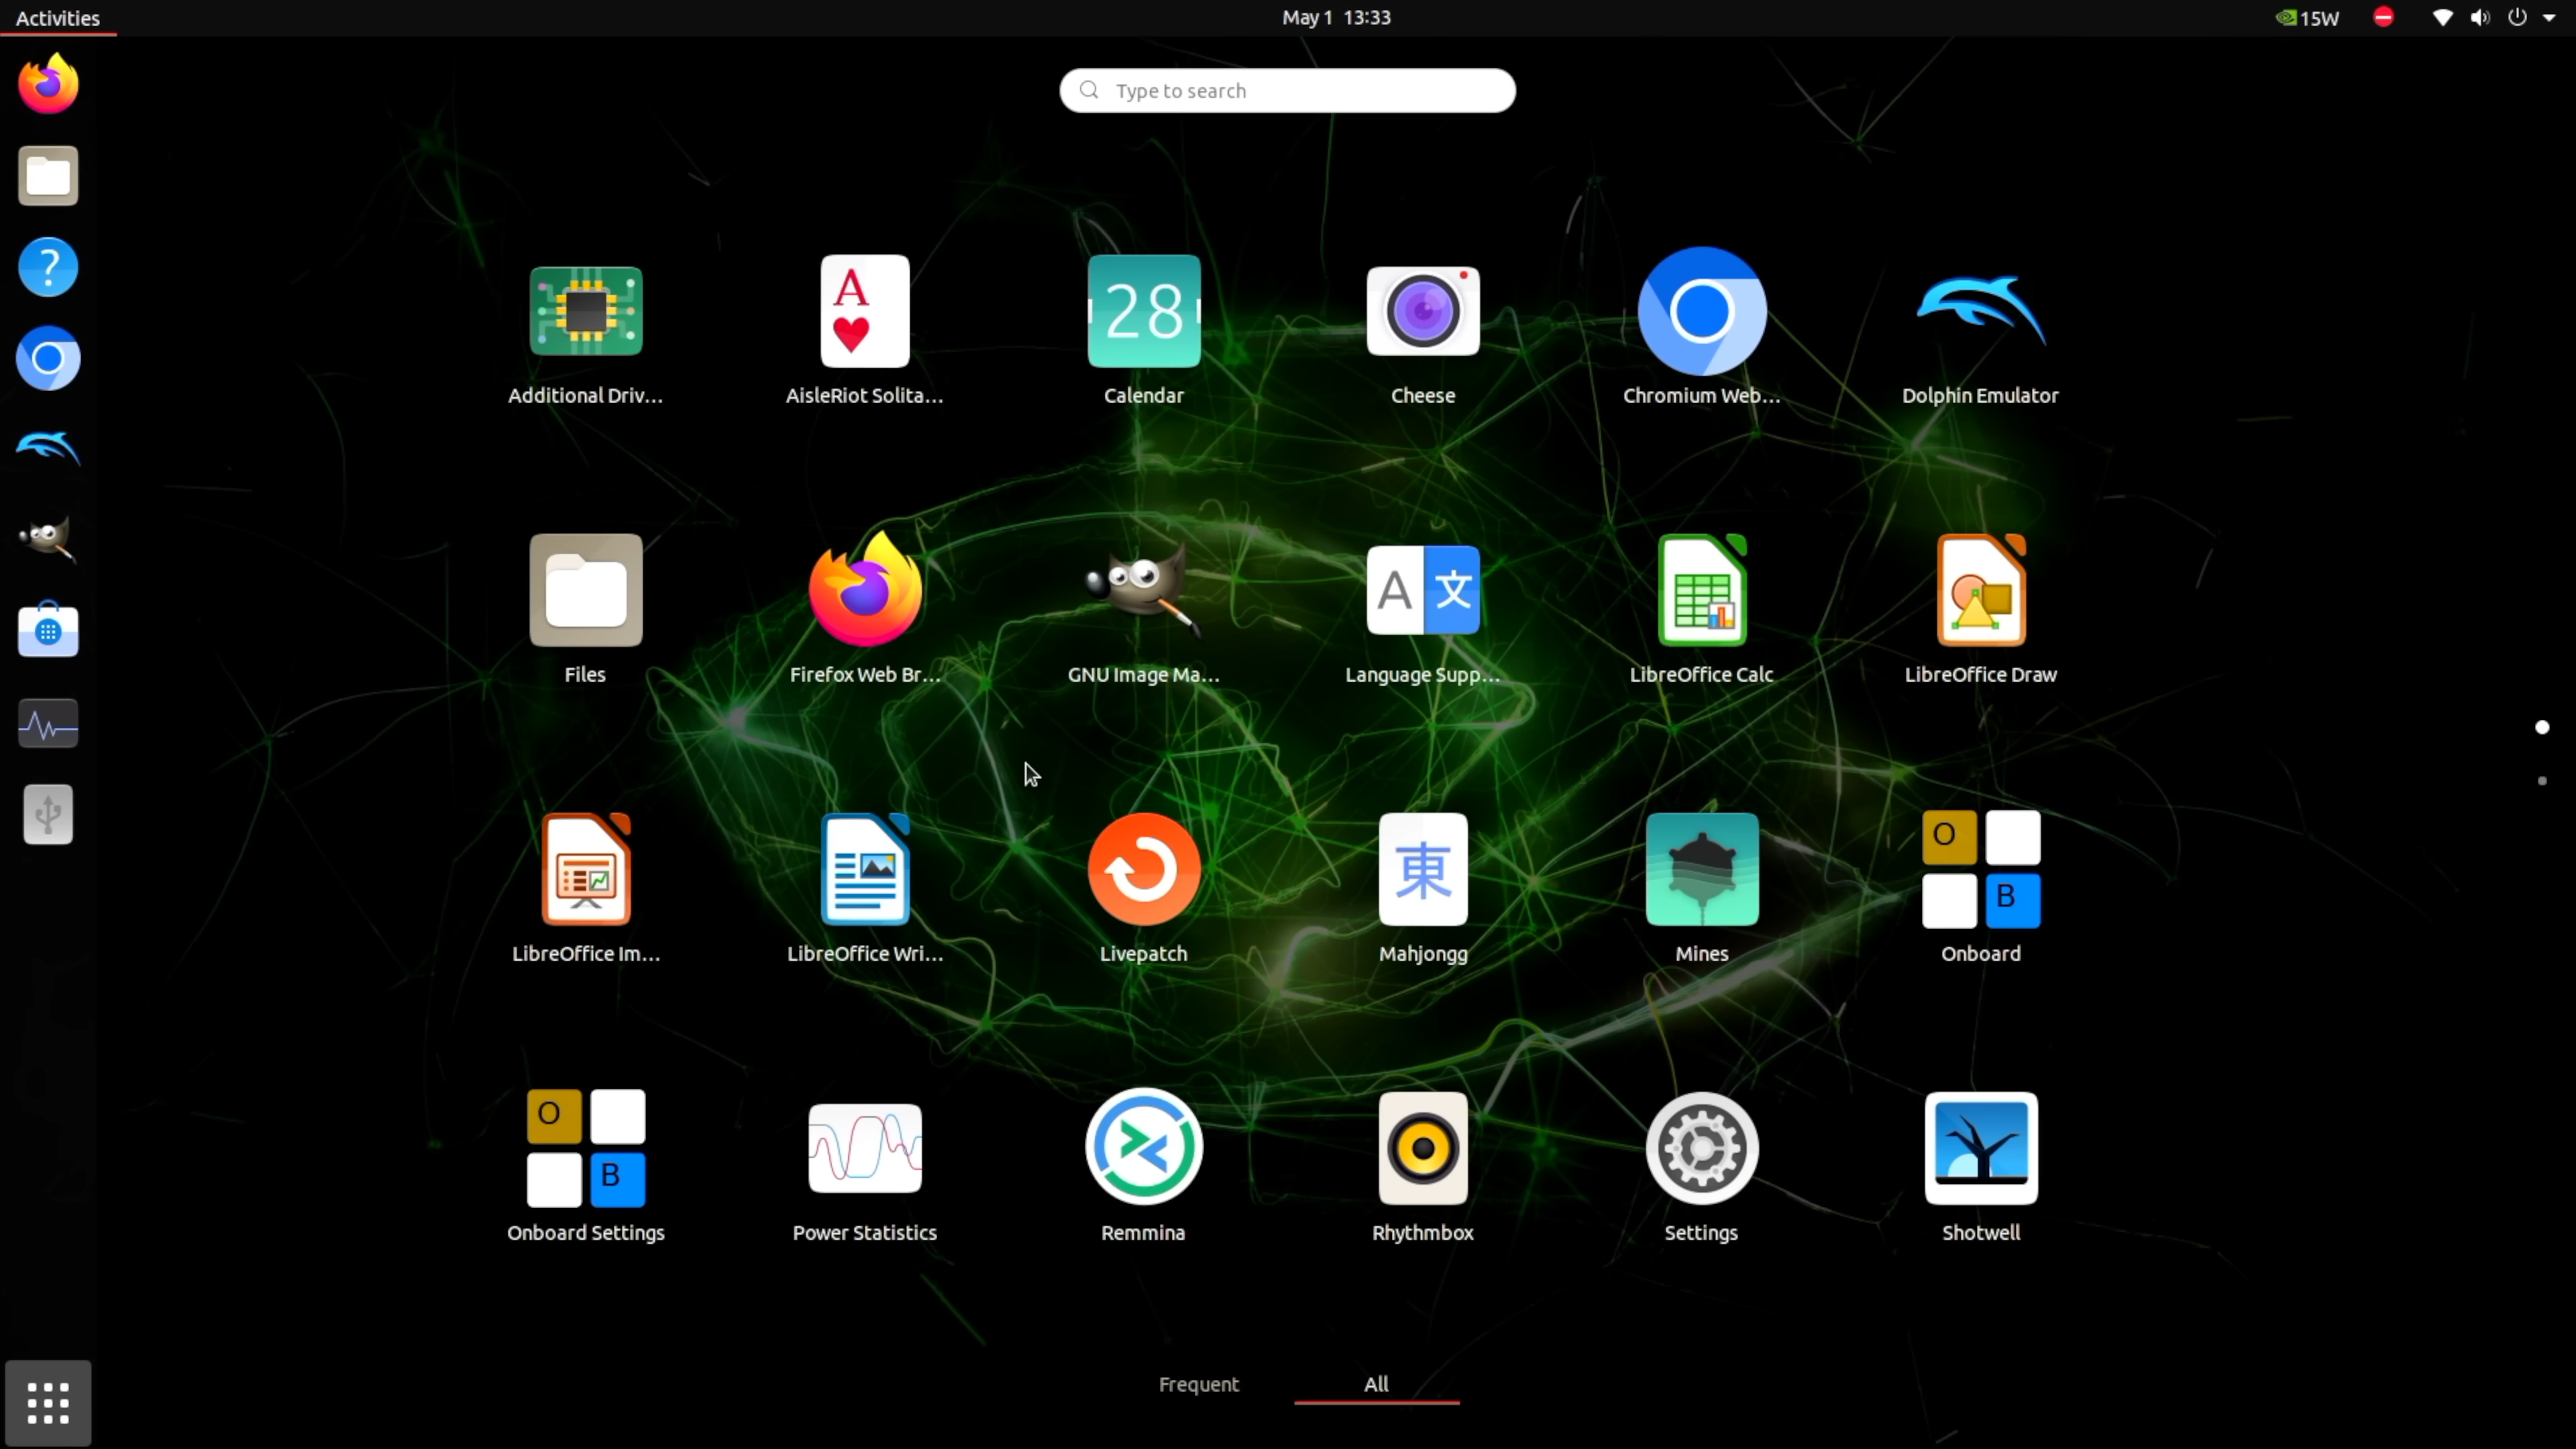 Activities
May 1 13:33
15W
Type to search
A
28
Additional Driv...
AisleRiot Solita...
Calendar
Cheese
Chromium Web...
Dolphin Emulator
?
A 文
Files
Firefox Web Br...
GNU Image Ma...
Language Supp...
LibreOffice Calc
LibreOffice Draw
東
O
B
LibreOffice Im...
LibreOffice Wri...
Livepatch
Mahjongg
Mines
Onboard
O
B
Onboard Settings
Power Statistics
Remmina
Rhythmbox
Settings
Shotwell
Frequent
All